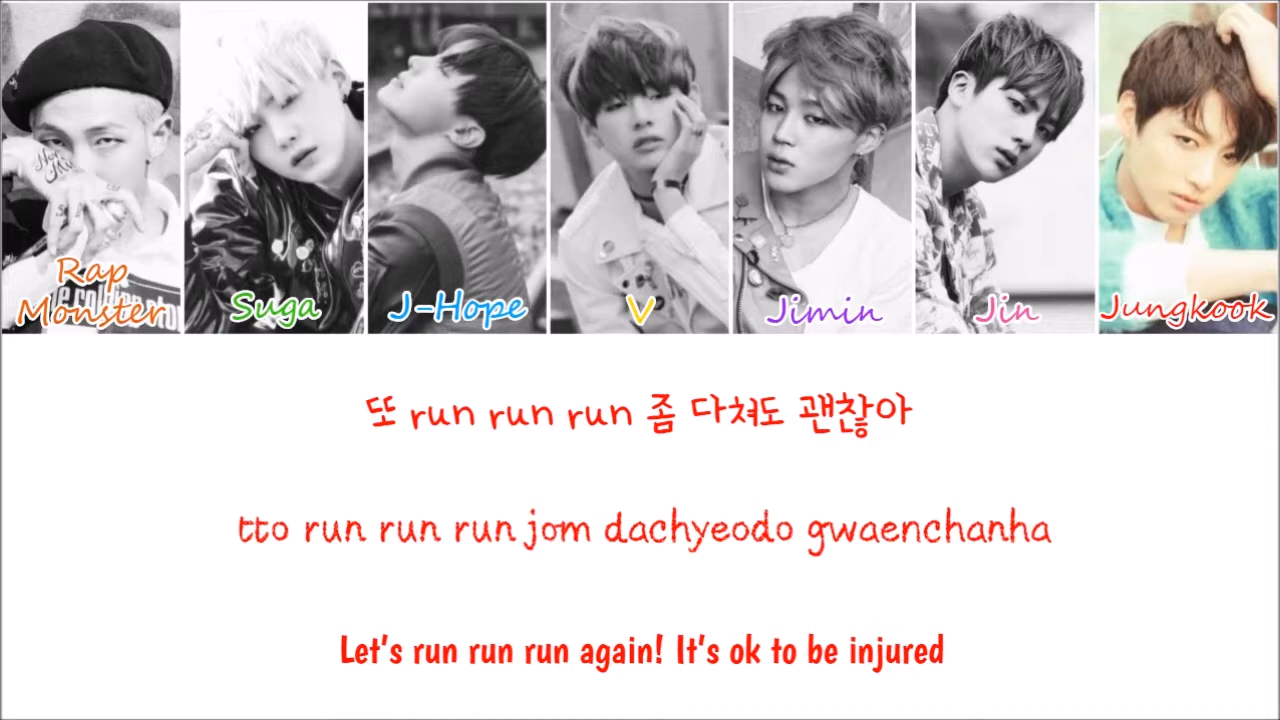 Rap
Monster
Suga
J-Hope
V
Jimin
Jin
Jungkook
또 run run run 좀 다쳐도 괜찮아
tto run run run jom dachyeodo gwaenchanha
Let's run run run again! It's ok to be injured